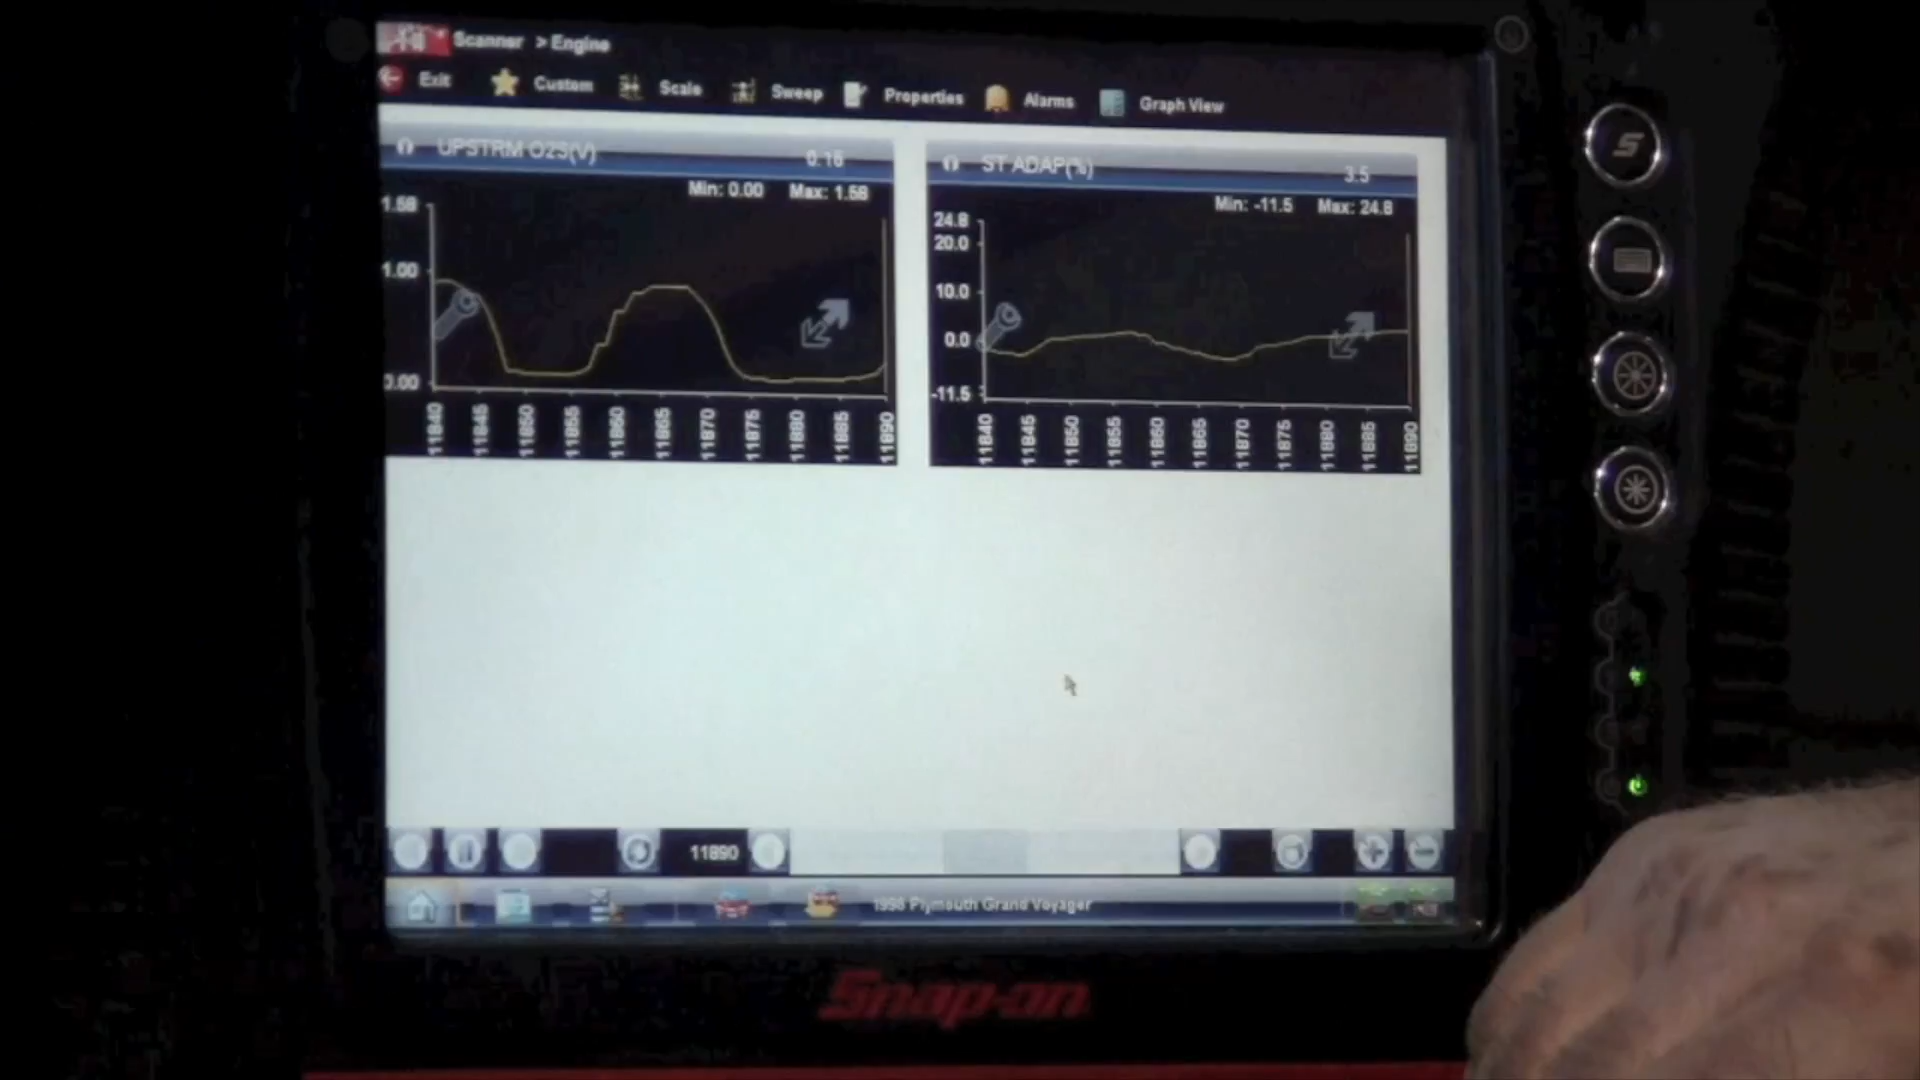 Scanner > Engine
Exit Custom Scale Sweep Properties Alarms Graph View
UPSTRM O2S(V) 0.16
Min: 0.00 Max: 1.58
1.58
1.00
0.00
11840 11845 11850 11855 11860 11865 11870 11875 11880 11885 11890
ST ADAP(%) 3.5
Min: -11.5 Max: 24.8
24.8
20.0
10.0
0.0
-11.5
11840 11845 11850 11855 11860 11865 11870 11875 11880 11885 11890
11890
1998 Plymouth Grand Voyager
Snap-on
S